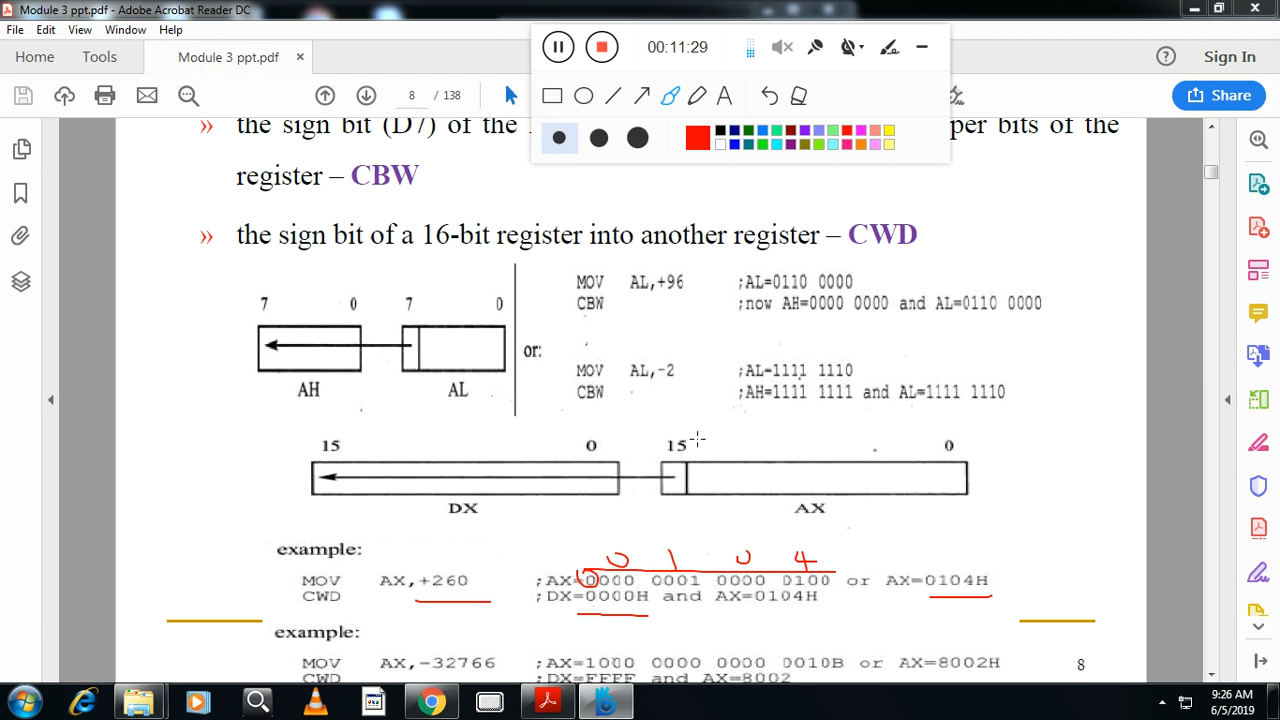 Module 3 ppt.pdf - Adobe Acrobat Reader DC
File Edit View Window Help
Home Tools Module 3 ppt.pdf × 00:11:29 Sign In
8 / 138 A Share
» the sign bit (D7) of the per bits of the
register – CBW
» the sign bit of a 16-bit register into another register – CWD
MOV AL,+96 ;AL=0110 0000
7 0 7 0 CBW ;now AH=0000 0000 and AL=0110 0000
or:
MOV AL,-2 ;AL=1111 1110
AH AL CBW ;AH=1111 1111 and AL=1111 1110
15 0 15 0
DX AX
example:
0 1 0 4
MOV AX,+260 ;AX=0000 0001 0000 0100 or AX=0104H
CWD ;DX=0000H and AX=0104H
example:
MOV AX,-32766 ;AX=1000 0000 0000 0010B or AX=8002H
CWD ;DX=FFFF and AX=8002
8
9:26 AM
6/5/2019